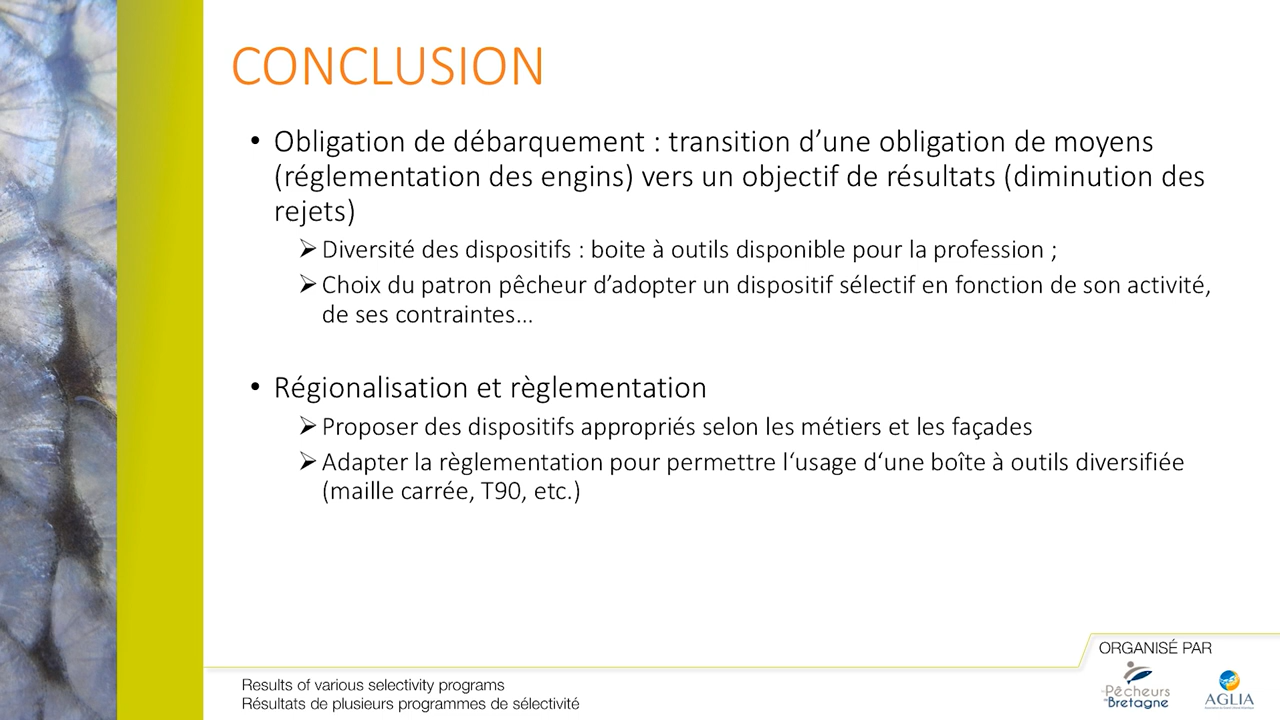 CONCLUSION
• Obligation de débarquement : transition d’une obligation de moyens
(réglementation des engins) vers un objectif de résultats (diminution des
rejets)
➢ Diversité des dispositifs : boite à outils disponible pour la profession ;
➢ Choix du patron pêcheur d’adopter un dispositif sélectif en fonction de son activité,
de ses contraintes…
• Régionalisation et règlementation
➢ Proposer des dispositifs appropriés selon les métiers et les façades
➢ Adapter la règlementation pour permettre l‘usage d‘une boîte à outils diversifiée
(maille carrée, T90, etc.)
ORGANISÉ PAR
Pêcheurs
Bretagne
AGLIA
Results of various selectivity programs
Résultats de plusieurs programmes de sélectivité